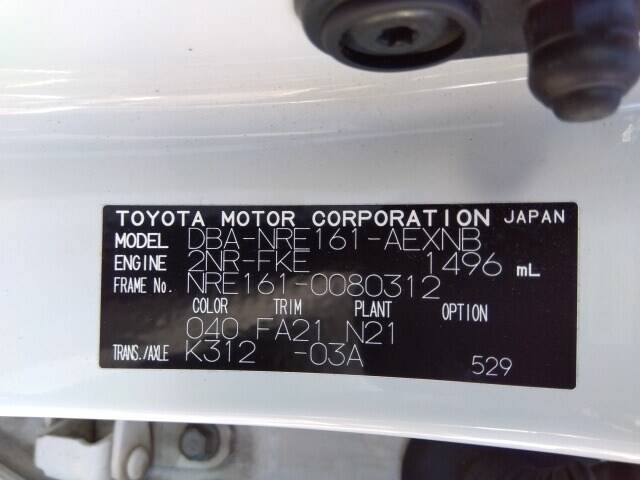 TOYOTA MOTOR CORPORATION JAPAN
MODEL DBA-NRE161-AEXNB
ENGINE 2NR-FKE 1496 mL
FRAME No. NRE161-0080312
COLOR TRIM PLANT OPTION
040 FA21 N21
TRANS./AXLE K312 -03A
529